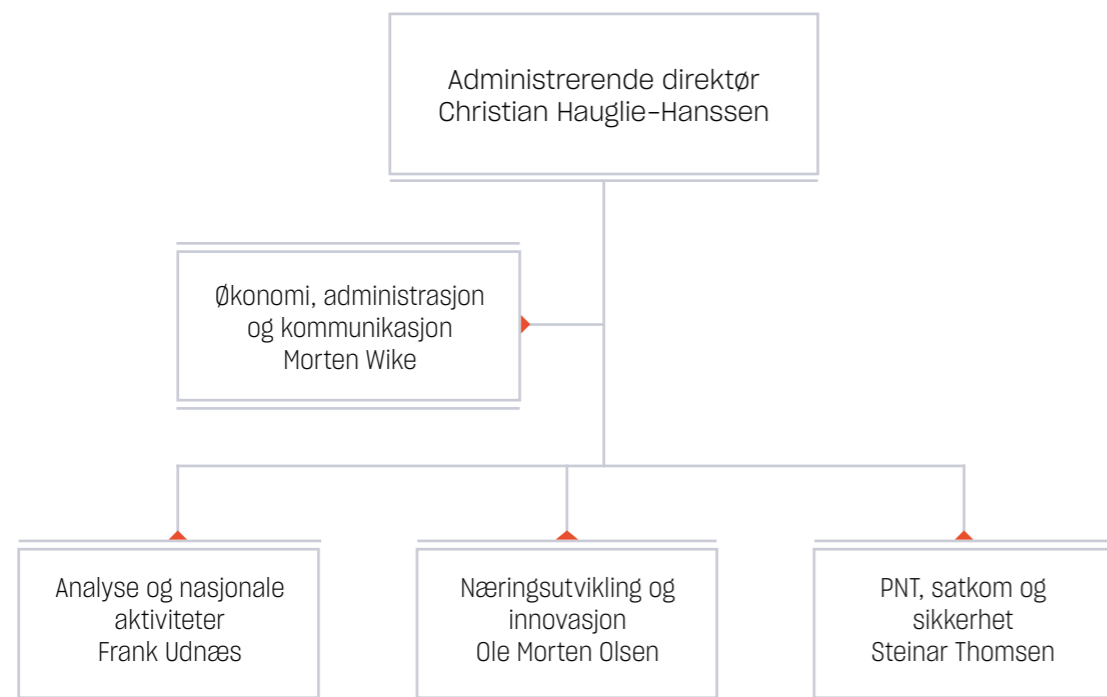 Administrerende direktør
Christian Hauglie-Hanssen
Økonomi, administrasjon
og kommunikasjon
Morten Wike
Analyse og nasjonale
aktiviteter
Frank Udnæs
Næringsutvikling og
innovasjon
Ole Morten Olsen
PNT, satkom og
sikkerhet
Steinar Thomsen